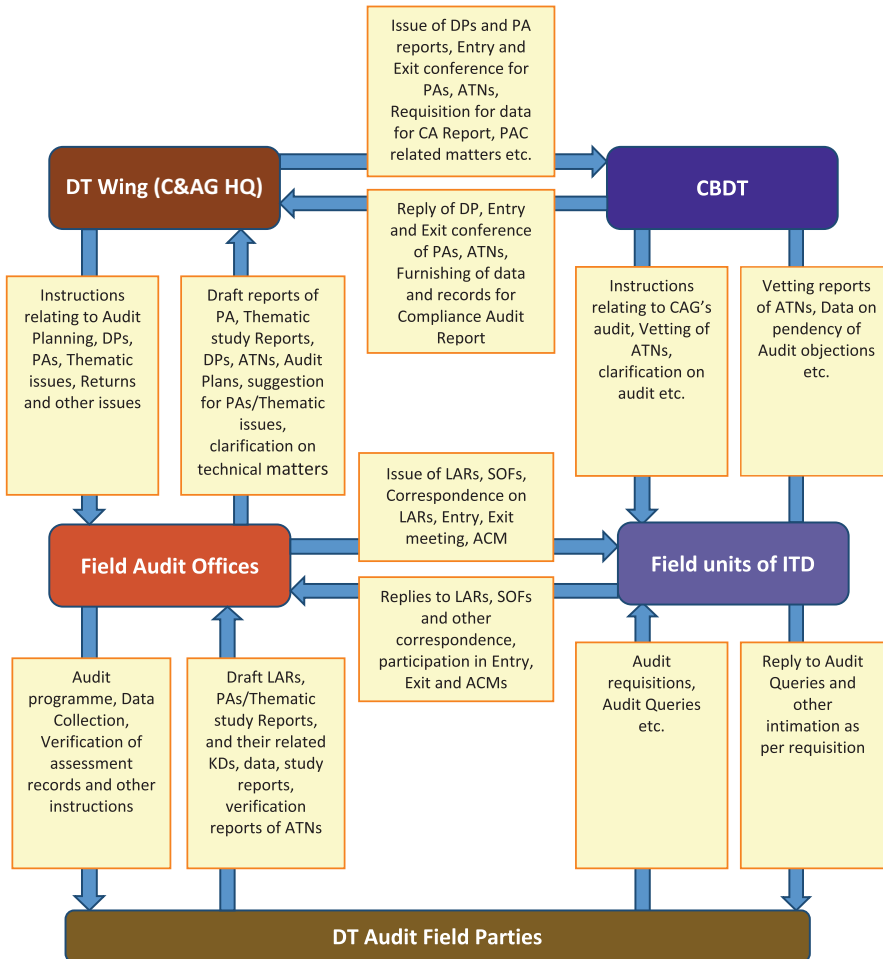 Issue of DPs and PA
reports, Entry and
Exit conference for
PAs, ATNs,
Requisition for data
for CA Report, PAC
related matters etc.
DT Wing (C&AG HQ)
CBDT
Reply of DP, Entry
and Exit conference
of PAs, ATNs,
Furnishing of data
and records for
Compliance Audit
Report
Instructions
relating to Audit
Planning, DPs,
PAs, Thematic
issues, Returns
and other issues
Draft reports of
PA, Thematic
study Reports,
DPs, ATNs, Audit
Plans, suggestion
for PAs/Thematic
issues,
clarification on
technical matters
Instructions
relating to CAG’s
audit, Vetting of
ATNs,
clarification on
audit etc.
Vetting reports
of ATNs, Data on
pendency of
Audit objections
etc.
Issue of LARs, SOFs,
Correspondence on
LARs, Entry, Exit
meeting, ACM
Field Audit Offices
Field units of ITD
Replies to LARs, SOFs
and other
correspondence,
participation in Entry,
Exit and ACMs
Audit
programme, Data
Collection,
Verification of
assessment
records and other
instructions
Draft LARs,
PAs/Thematic
study Reports,
and their related
KDs, data, study
reports,
verification
reports of ATNs
Audit
requisitions,
Audit Queries
etc.
Reply to Audit
Queries and
other
intimation as
per requisition
DT Audit Field Parties